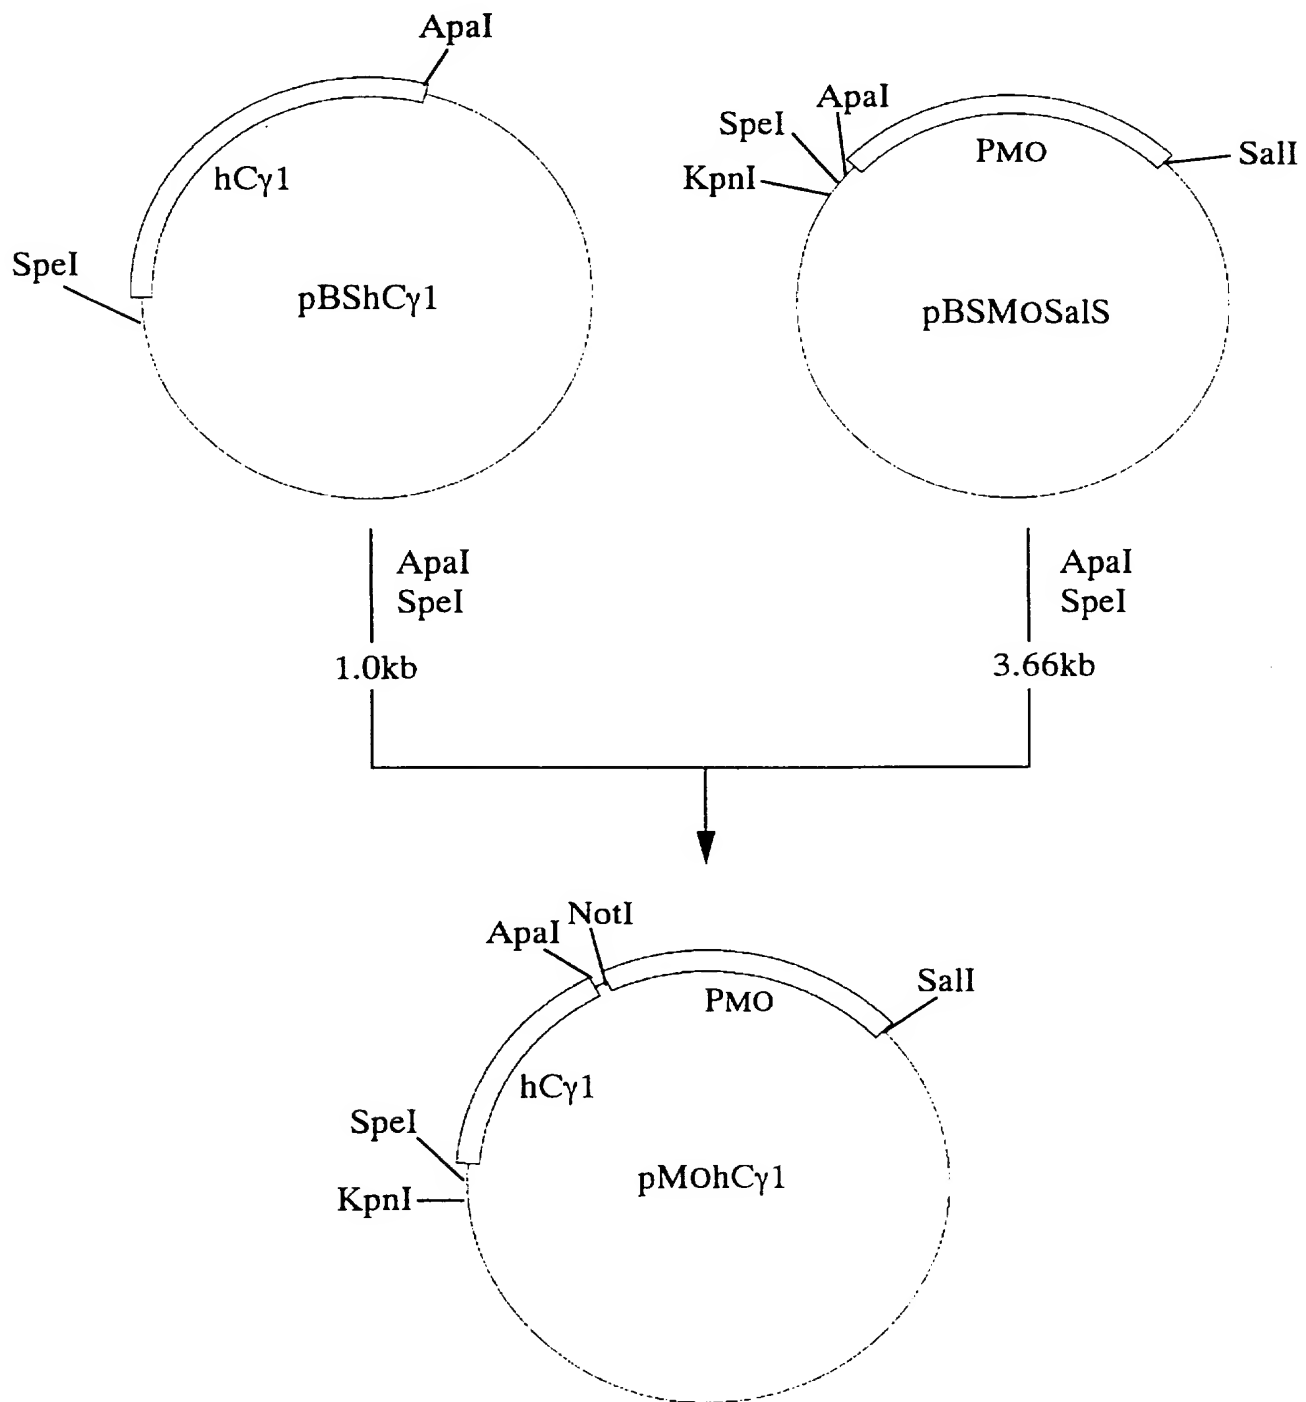 ApaI
hCγ1
SpeI
pBShCγ1
ApaI
SpeI
KpnI
PMO
SalI
pBSMOSalS
ApaI
SpeI
1.0kb
ApaI
SpeI
3.66kb
NotI
ApaI
SalI
PMO
hCγ1
SpeI
KpnI
pMOhCγ1